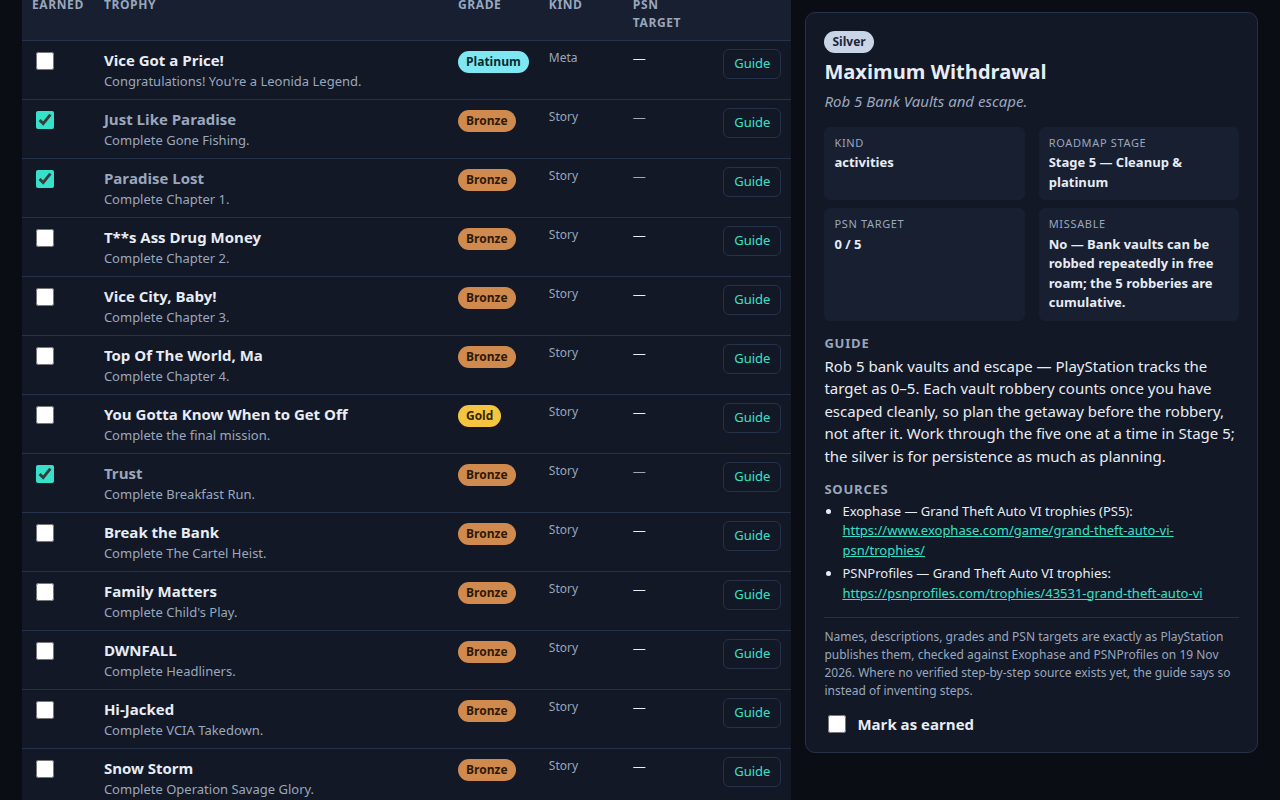 EARNED TROPHY GRADE KIND PSN TARGET
Vice Got a Price! Platinum Meta — Guide
Congratulations! You're a Leonida Legend.
Just Like Paradise Bronze Story — Guide
Complete Gone Fishing.
Paradise Lost Bronze Story — Guide
Complete Chapter 1.
T**s Ass Drug Money Bronze Story — Guide
Complete Chapter 2.
Vice City, Baby! Bronze Story — Guide
Complete Chapter 3.
Top Of The World, Ma Bronze Story — Guide
Complete Chapter 4.
You Gotta Know When to Get Off Gold Story — Guide
Complete the final mission.
Trust Bronze Story — Guide
Complete Breakfast Run.
Break the Bank Bronze Story — Guide
Complete The Cartel Heist.
Family Matters Bronze Story — Guide
Complete Child's Play.
DWNFALL Bronze Story — Guide
Complete Headliners.
Hi-Jacked Bronze Story — Guide
Complete VCIA Takedown.
Snow Storm Bronze Story — Guide
Complete Operation Savage Glory.
Silver
Maximum Withdrawal
Rob 5 Bank Vaults and escape.
KIND
activities
ROADMAP STAGE
Stage 5 — Cleanup &
platinum
PSN TARGET
0 / 5
MISSABLE
No — Bank vaults can be
robbed repeatedly in free
roam; the 5 robberies are
cumulative.
GUIDE
Rob 5 bank vaults and escape — PlayStation tracks the
target as 0–5. Each vault robbery counts once you have
escaped cleanly, so plan the getaway before the robbery,
not after it. Work through the five one at a time in Stage 5;
the silver is for persistence as much as planning.
SOURCES
Exophase — Grand Theft Auto VI trophies (PS5):
https://www.exophase.com/game/grand-theft-auto-vi-
psn/trophies/
PSNProfiles — Grand Theft Auto VI trophies:
https://psnprofiles.com/trophies/43531-grand-theft-auto-vi
Names, descriptions, grades and PSN targets are exactly as PlayStation
publishes them, checked against Exophase and PSNProfiles on 19 Nov
2026. Where no verified step-by-step source exists yet, the guide says so
instead of inventing steps.
Mark as earned